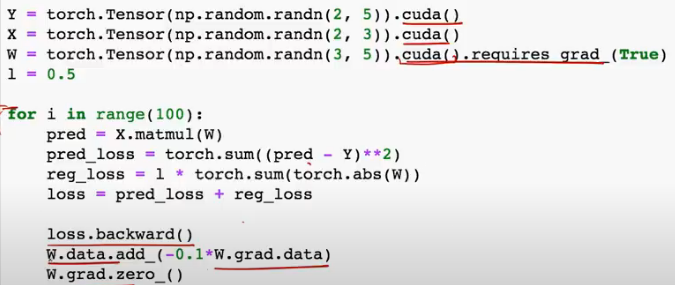 Y = torch.Tensor(np.random.randn(2, 5)).cuda()
X = torch.Tensor(np.random.randn(2, 3)).cuda()
W = torch.Tensor(np.random.randn(3, 5)).cuda().requires_grad_(True)
l = 0.5
for i in range(100):
pred = X.matmul(W)
pred_loss = torch.sum((pred - Y)**2)
reg_loss = l * torch.sum(torch.abs(W))
loss = pred_loss + reg_loss
loss.backward()
W.data.add_(-0.1*W.grad.data)
W.grad.zero_()